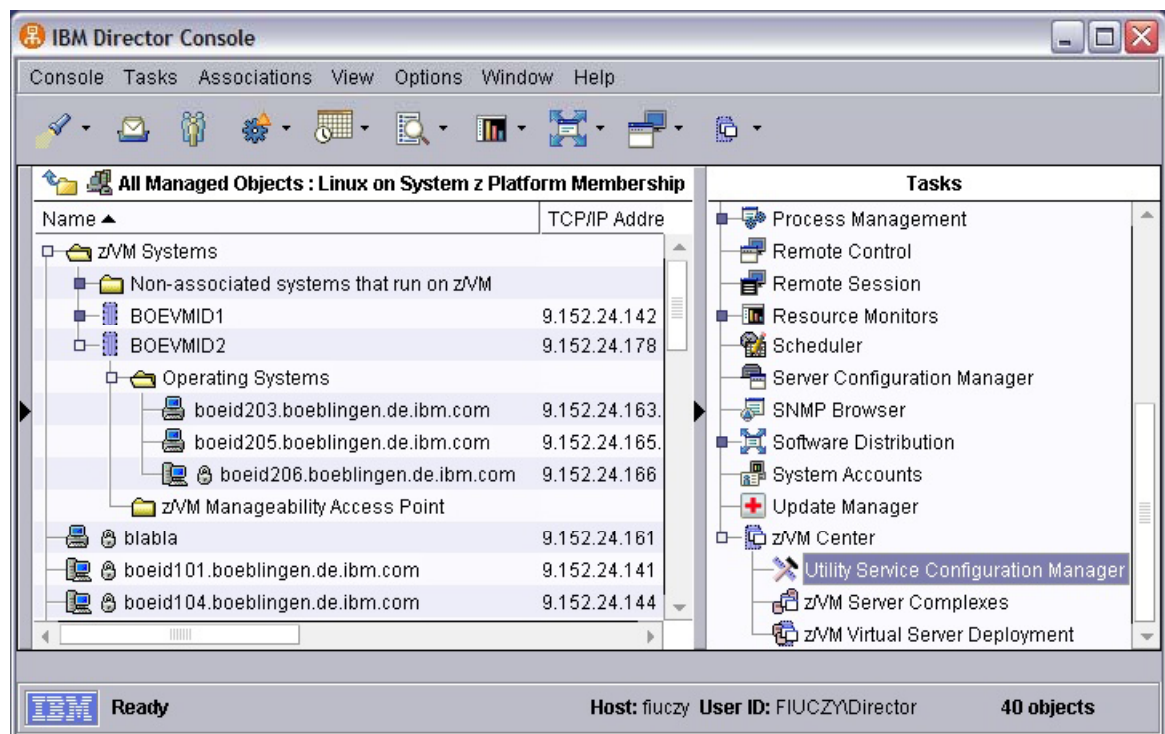 IBM Director Console
Console Tasks Associations View Options Window Help
All Managed Objects : Linux on System z Platform Membership
Name
TCP/IP Addre
z/VM Systems
Non-associated systems that run on z/VM
BOEVMID1 9.152.24.142
BOEVMID2 9.152.24.178
Operating Systems
boeid203.boeblingen.de.ibm.com 9.152.24.163.
boeid205.boeblingen.de.ibm.com 9.152.24.165.
boeid206.boeblingen.de.ibm.com 9.152.24.166
z/VM Manageability Access Point
blabla 9.152.24.161
boeid101.boeblingen.de.ibm.com 9.152.24.141
boeid104.boeblingen.de.ibm.com 9.152.24.144
Tasks
Process Management
Remote Control
Remote Session
Resource Monitors
Scheduler
Server Configuration Manager
SNMP Browser
Software Distribution
System Accounts
Update Manager
z/VM Center
Utility Service Configuration Manager
z/VM Server Complexes
z/VM Virtual Server Deployment
IBM Ready Host: fiuczy User ID: FIUCZY\Director 40 objects